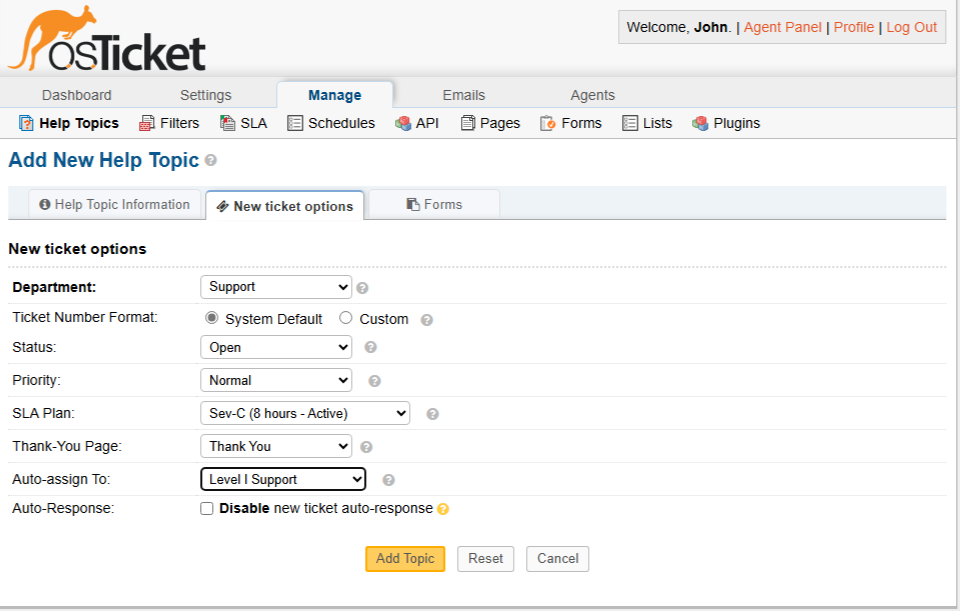 osTicket
Welcome, John. | Agent Panel | Profile | Log Out
Dashboard Settings Manage Emails Agents
Help Topics Filters SLA Schedules API Pages Forms Lists Plugins
Add New Help Topic
Help Topic Information New ticket options Forms
New ticket options
Department: Support
Ticket Number Format: System Default Custom
Status: Open
Priority: Normal
SLA Plan: Sev-C (8 hours - Active)
Thank-You Page: Thank You
Auto-assign To: Level I Support
Auto-Response: Disable new ticket auto-response
Add Topic Reset Cancel